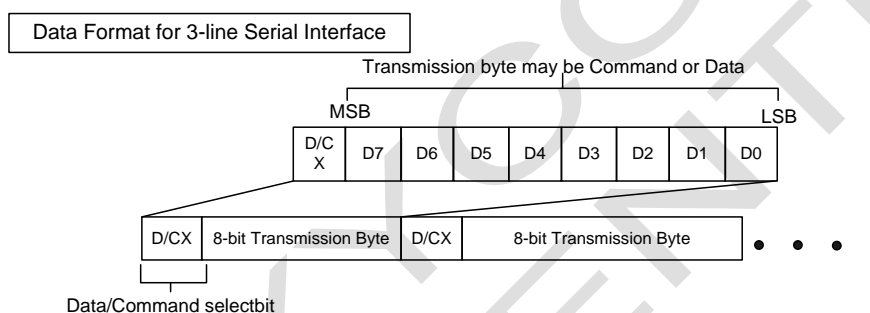 Data Format for 3-line Serial Interface
Transmission byte may be Command or Data
MSB
LSB
D/C
X
D7
D6
D5
D4
D3
D2
D1
D0
D/CX
8-bit Transmission Byte
D/CX
8-bit Transmission Byte
Data/Command selectbit